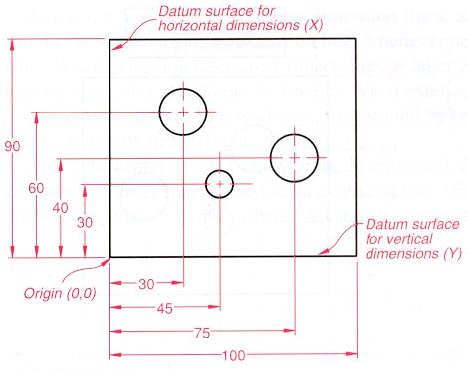 Datum surface for
horizontal dimensions (X)
90
60
40
30
Datum surface
for vertical
dimensions (Y)
Origin (0,0)
30
45
75
100